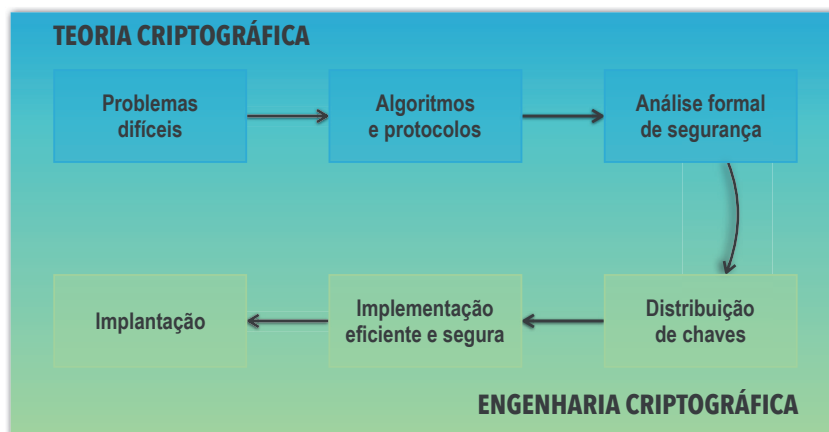 TEORIA CRIPTOGRÁFICA
Problemas
difíceis
Algoritmos
e protocolos
Análise formal
de segurança
Implantação
Implementação
eficiente e segura
Distribuição
de chaves
ENGENHARIA CRIPTOGRÁFICA